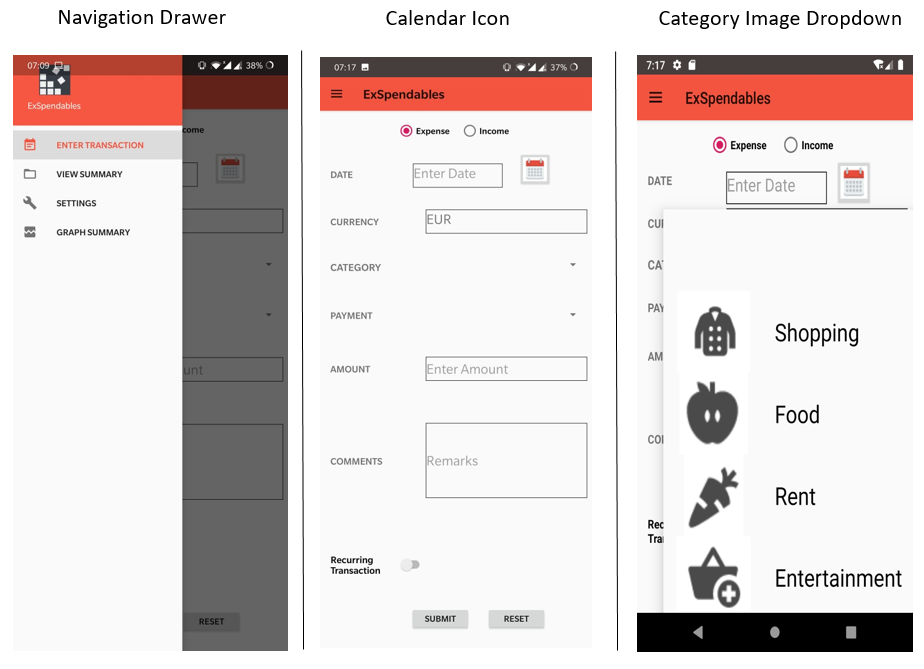 Navigation Drawer
07:09
38%
ExSpendables
ENTER TRANSACTION
VIEW SUMMARY
SETTINGS
GRAPH SUMMARY
come
unt
RESET
Calendar Icon
07:17
37%
ExSpendables
Expense Income
DATE Enter Date
CURRENCY EUR
CATEGORY
PAYMENT
AMOUNT Enter Amount
COMMENTS Remarks
Recurring
Transaction
SUBMIT RESET
Category Image Dropdown
7:17
ExSpendables
Expense Income
DATE Enter Date
CUR
CA
PAY
AM
CO
Rec
Tra
Shopping
Food
Rent
Entertainment